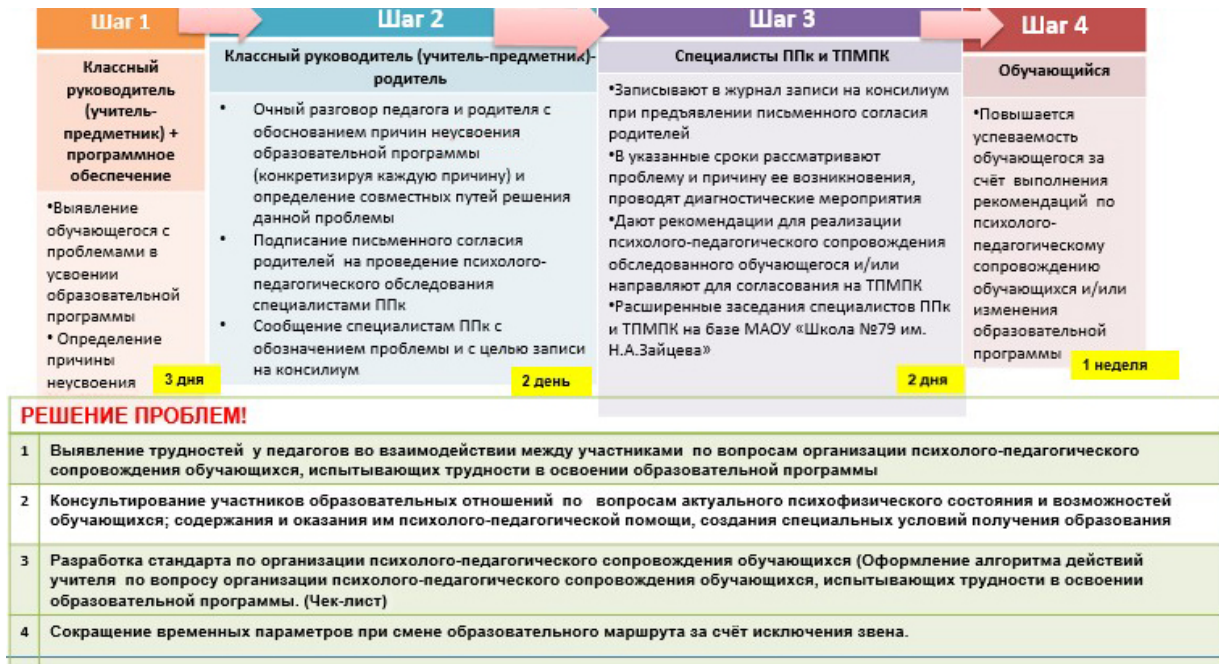 Шаг 1
Классный
руководитель
(учитель-
предметник) +
программное
обеспечение
•Выявление
обучающегося с
проблемами в
усвоении
образовательной
программы
• Определение
причины
неусвоения
3 дня
Шаг 2
Классный руководитель (учитель-предметник)-
родитель
• Очный разговор педагога и родителя с
обоснованием причин неусвоения
образовательной программы
(конкретизируя каждую причину) и
определение совместных путей решения
данной проблемы
• Подписание письменного согласия
родителей на проведение психолого-
педагогического обследования
специалистами ППк
• Сообщение специалистам ППк с
обозначением проблемы и с целью записи
на консилиум
2 день
Шаг 3
Специалисты ППк и ТПМПК
•Записывают в журнал записи на консилиум
при предъявлении письменного согласия
родителей
•В указанные сроки рассматривают
проблему и причину ее возникновения,
проводят диагностические мероприятия
•Дают рекомендации для реализации
психолого-педагогического сопровождения
обследованного обучающегося и/или
направляют для согласования на ТПМПК
•Расширенные заседания специалистов ППк
и ТПМПК на базе МАОУ «Школа №79 им.
Н.А.Зайцева»
2 дня
Шаг 4
Обучающийся
•Повышается
успеваемость
обучающегося за
счёт выполнения
рекомендаций по
психолого-
педагогическому
сопровождению
обучающихся и/или
изменения
образовательной
программы
1 неделя
РЕШЕНИЕ ПРОБЛЕМ!
1 Выявление трудностей у педагогов во взаимодействии между участниками по вопросам организации психолого-педагогического
сопровождения обучающихся, испытывающих трудности в освоении образовательной программы
2 Консультирование участников образовательных отношений по вопросам актуального психофизического состояния и возможностей
обучающихся; содержания и оказания им психолого-педагогической помощи, создания специальных условий получения образования
3 Разработка стандарта по организации психолого-педагогического сопровождения обучающихся (Оформление алгоритма действий
учителя по вопросу организации психолого-педагогического сопровождения обучающихся, испытывающих трудности в освоении
образовательной программы. (Чек-лист)
4 Сокращение временных параметров при смене образовательного маршрута за счёт исключения звена.